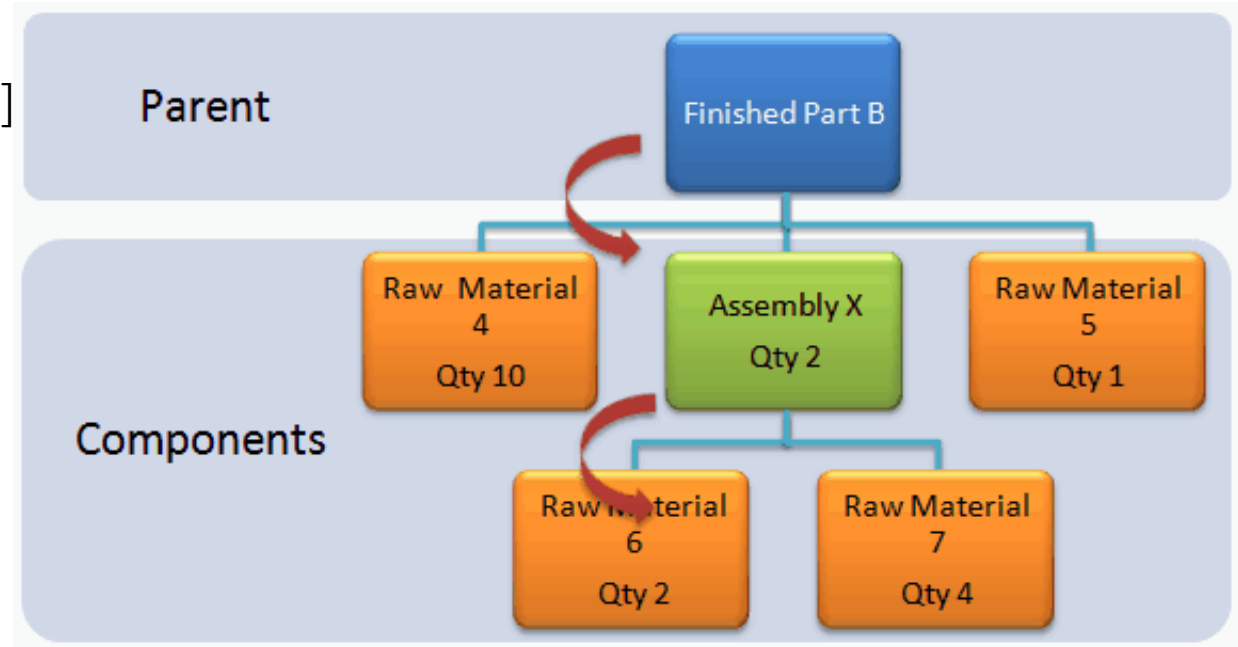 ]
Parent
Finished Part B
Raw Material
4
Qty 10
Assembly X
Qty 2
Raw Material
5
Qty 1
Components
Raw Material
6
Qty 2
Raw Material
7
Qty 4